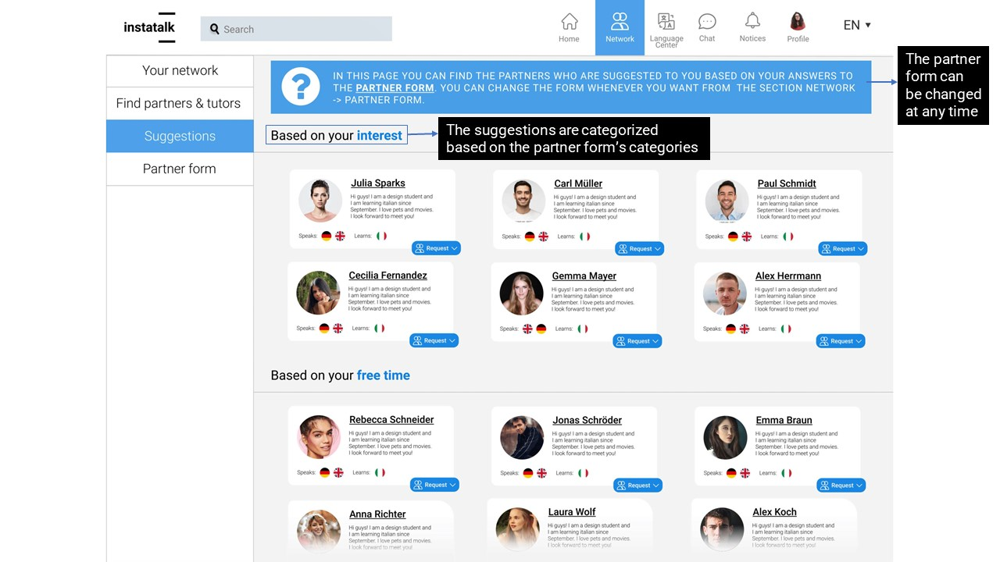 instatalk
Search
Home
Network
Language
Center
Chat
Notices
Profile
EN ▼
Your network
Find partners & tutors
Suggestions
Partner form
?
IN THIS PAGE YOU CAN FIND THE PARTNERS WHO ARE SUGGESTED TO YOU BASED ON YOUR ANSWERS TO
THE PARTNER FORM. YOU CAN CHANGE THE FORM WHENEVER YOU WANT FROM THE SECTION NETWORK
-> PARTNER FORM.
The partner
form can
be changed
at any time
Based on your interest
The suggestions are categorized
based on the partner form's categories
Julia Sparks
Hi guys! I am a design student and
I am learning italian since
September. I love pets and movies.
I look forward to meet you!
Speaks:
Learns:
Request
Carl Müller
Hi guys! I am a design student and
I am learning italian since
September. I love pets and movies.
I look forward to meet you!
Speaks:
Learns:
Request
Paul Schmidt
Hi guys! I am a design student and
I am learning italian since
September. I love pets and movies.
I look forward to meet you!
Speaks:
Learns:
Request
Cecilia Fernandez
Hi guys! I am a design student and
I am learning italian since
September. I love pets and movies.
I look forward to meet you!
Speaks:
Learns:
Request
Gemma Mayer
Hi guys! I am a design student and
I am learning italian since
September. I love pets and movies.
I look forward to meet you!
Speaks:
Learns:
Request
Alex Herrmann
Hi guys! I am a design student and
I am learning italian since
September. I love pets and movies.
I look forward to meet you!
Speaks:
Learns:
Request
Based on your free time
Rebecca Schneider
Hi guys! I am a design student and
I am learning italian since
September. I love pets and movies.
I look forward to meet you!
Speaks:
Learns:
Request
Jonas Schröder
Hi guys! I am a design student and
I am learning italian since
September. I love pets and movies.
I look forward to meet you!
Speaks:
Learns:
Request
Emma Braun
Hi guys! I am a design student and
I am learning italian since
September. I love pets and movies.
I look forward to meet you!
Speaks:
Learns:
Request
Anna Richter
Hi guys! I am a design student and
I am learning italian since
September. I love pets and movies.
I look forward to meet you!
Laura Wolf
Hi guys! I am a design student and
I am learning italian since
September. I love pets and movies.
I look forward to meet you!
Alex Koch
Hi guys! I am a design student and
I am learning italian since
September. I love pets and movies.
I look forward to meet you!